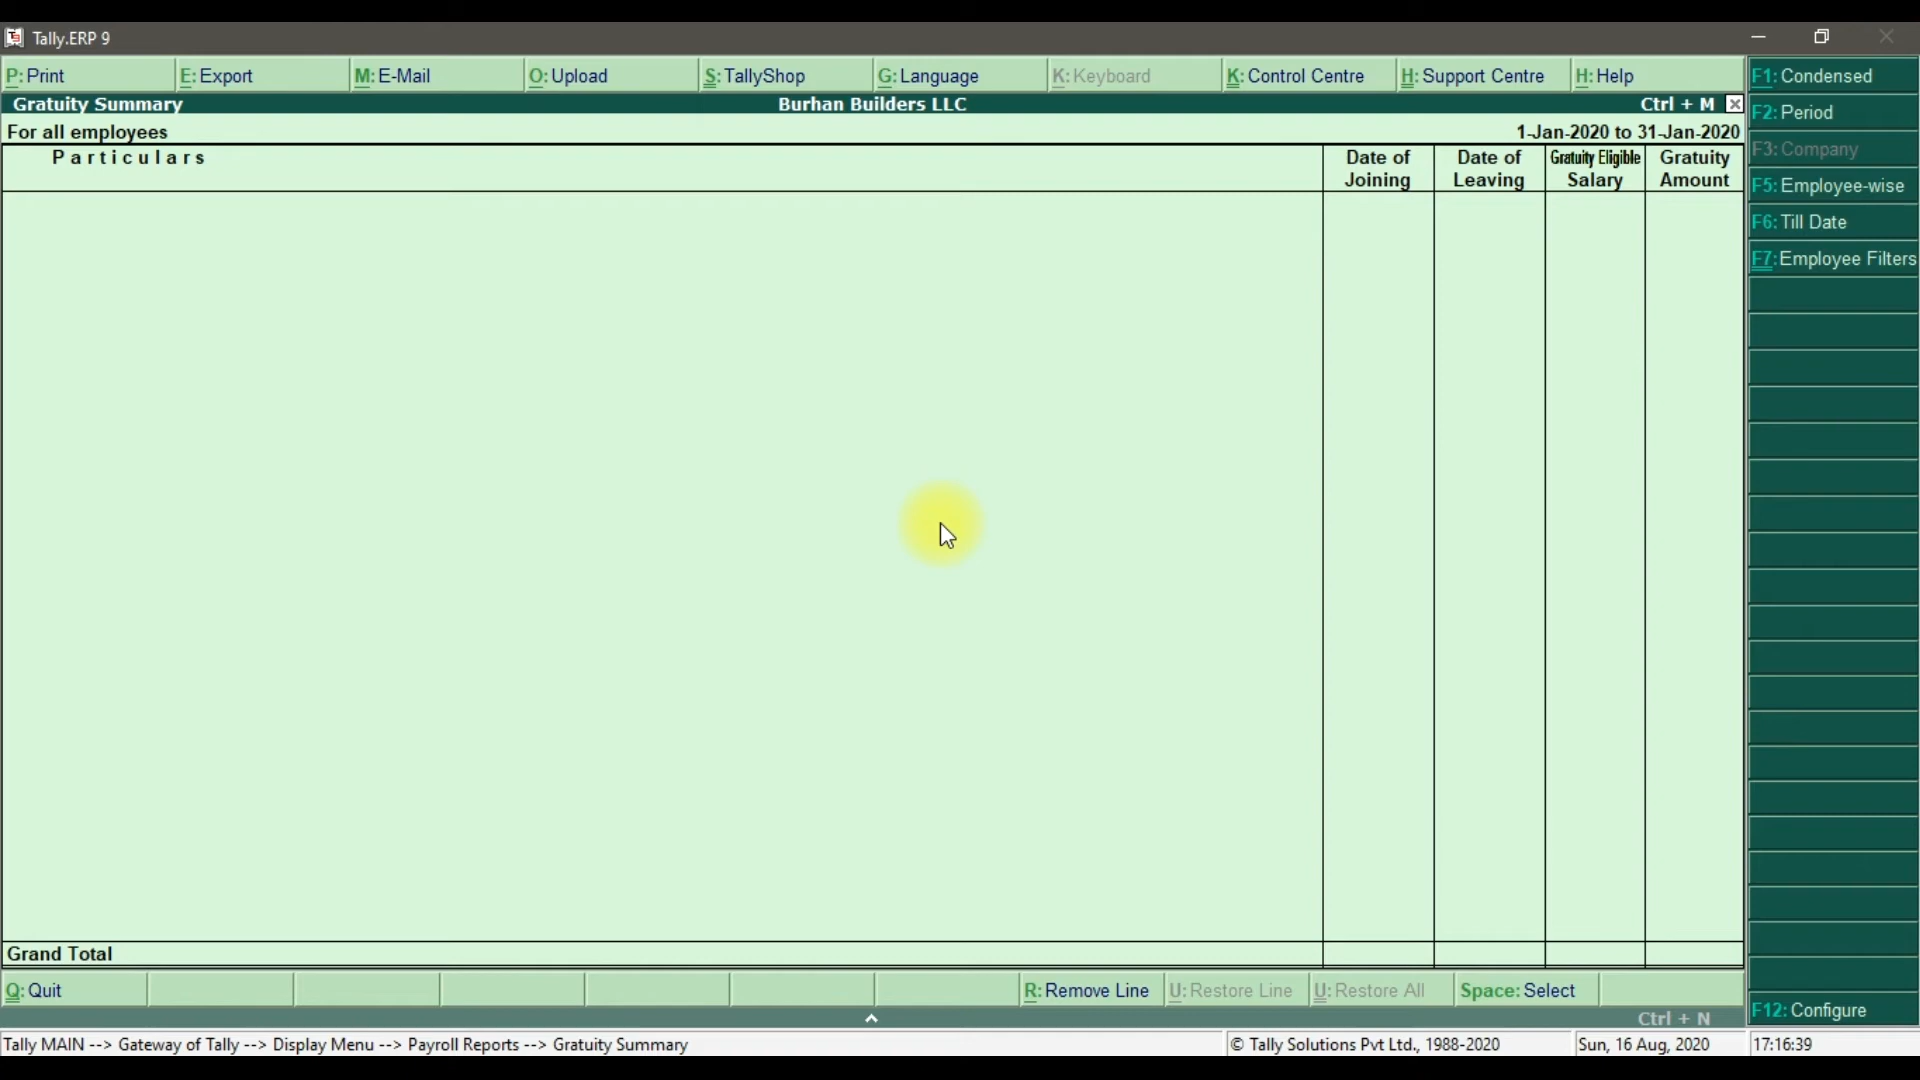 Tally.ERP 9
P: Print E: Export M: E-Mail O: Upload S: TallyShop G: Language K: Keyboard K: Control Centre H: Support Centre H: Help
Gratuity Summary Burhan Builders LLC Ctrl + M
For all employees 1-Jan-2020 to 31-Jan-2020
Particulars Date of Joining Date of Leaving Gratuity Eligible Salary Gratuity Amount
F1: Condensed
F2: Period
F3: Company
F5: Employee-wise
F6: Till Date
F7: Employee Filters
Grand Total
Q: Quit R: Remove Line U: Restore Line U: Restore All Space: Select
F12: Configure
Ctrl + N
Tally MAIN --> Gateway of Tally --> Display Menu --> Payroll Reports --> Gratuity Summary © Tally Solutions Pvt Ltd., 1988-2020 Sun, 16 Aug, 2020 17:16:39